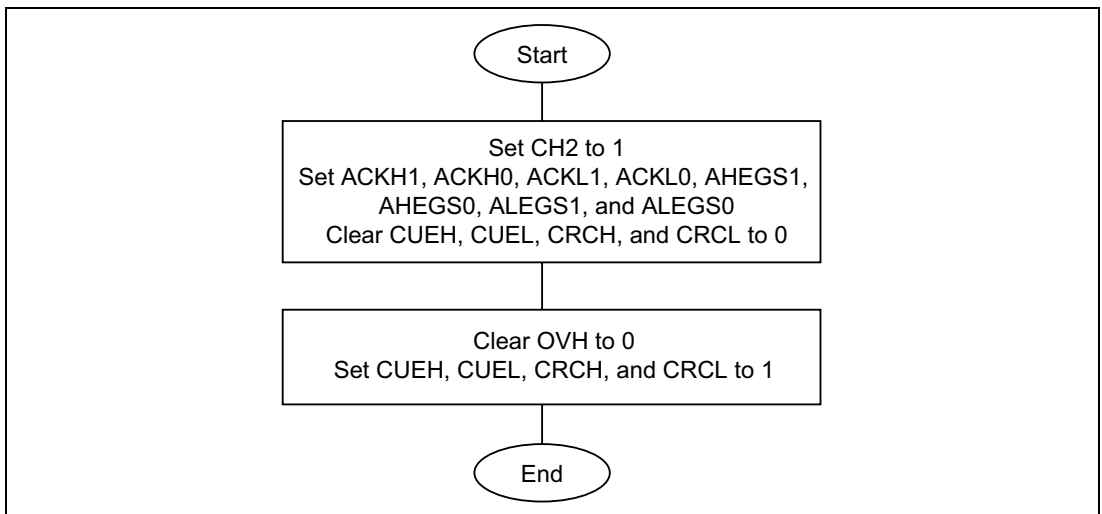 Start
Set CH2 to 1
Set ACKH1, ACKH0, ACKL1, ACKL0, AHEGS1,
AHEGS0, ALEGS1, and ALEGS0
Clear CUEH, CUEL, CRCH, and CRCL to 0
Clear OVH to 0
Set CUEH, CUEL, CRCH, and CRCL to 1
End